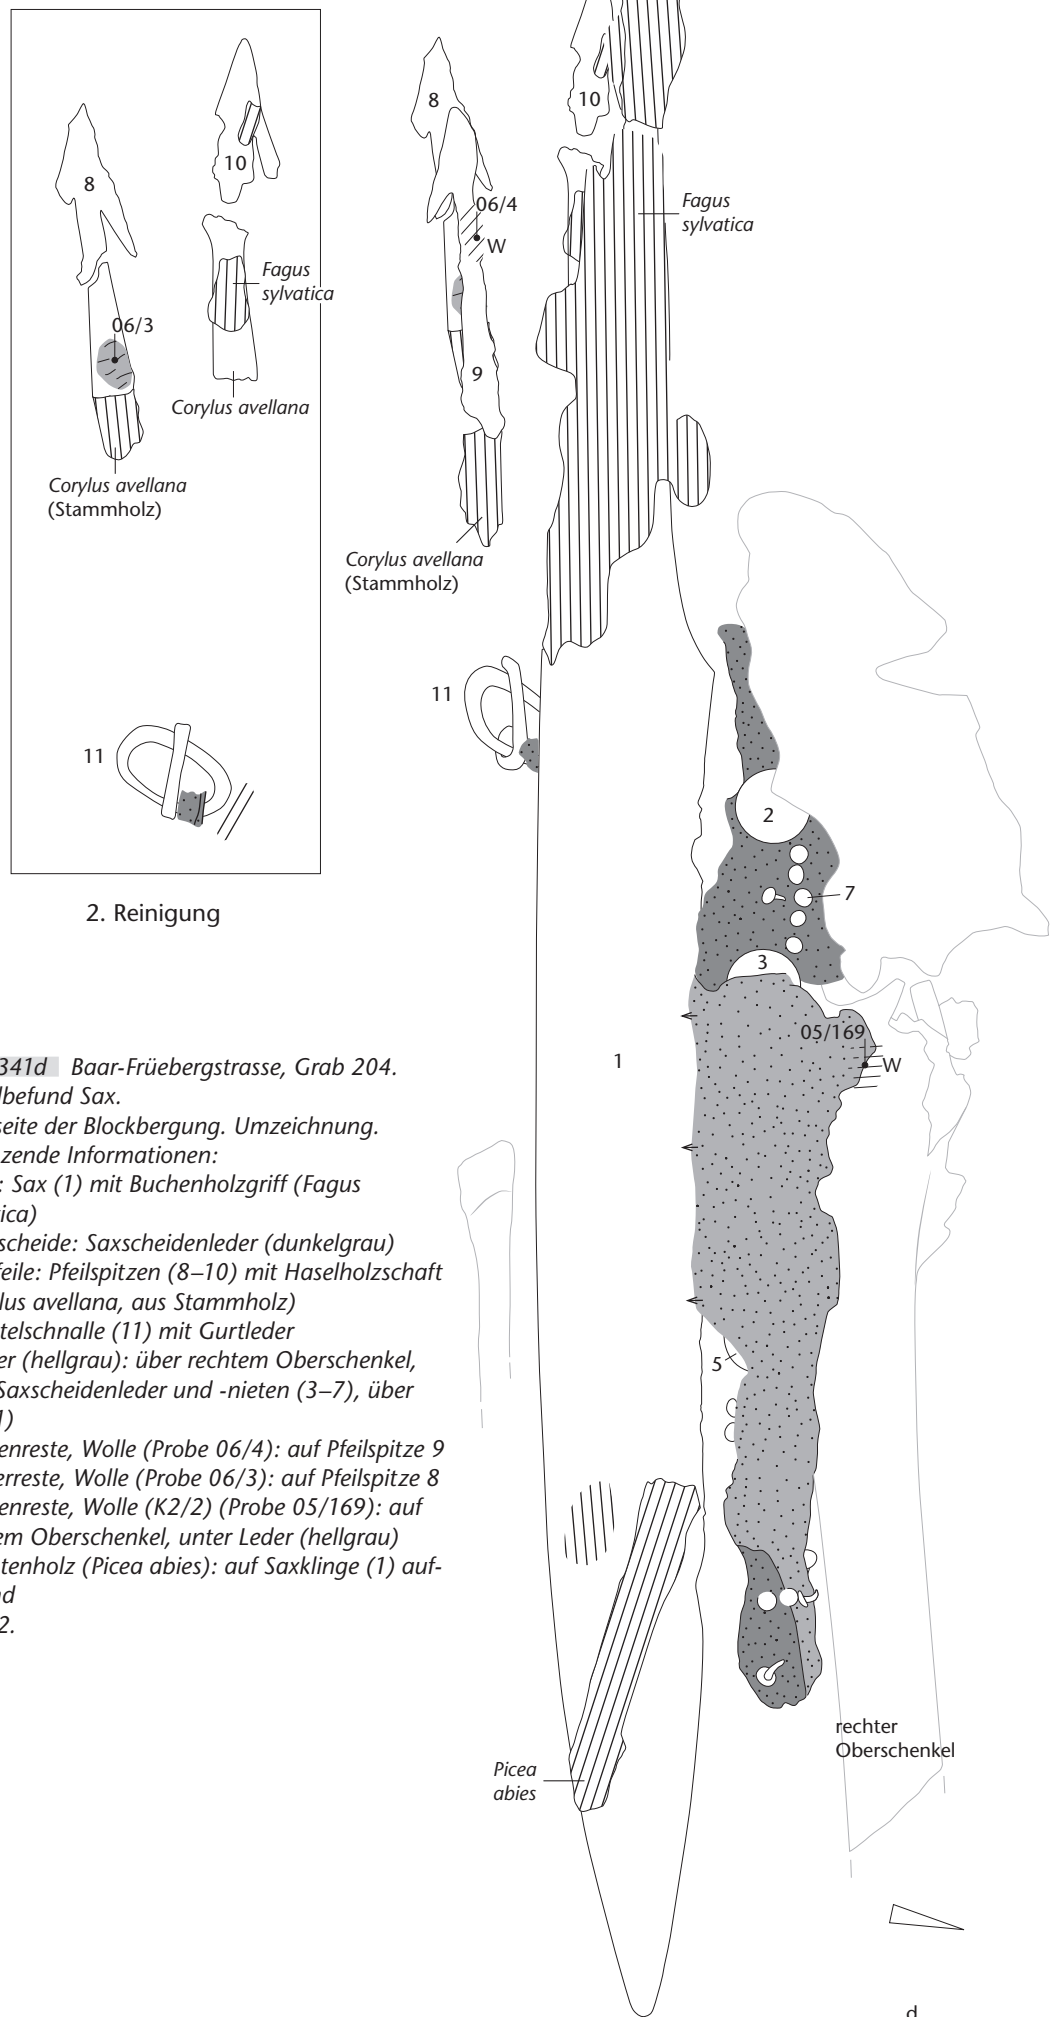 8
10
06/3
Fagus
sylvatica
Corylus avellana
Corylus avellana
(Stammholz)
11
2. Reinigung
8
10
06/4
W
9
Fagus
sylvatica
Corylus avellana
(Stammholz)
11
2
7
3
05/169
W
1
5
Picea
abies
rechter
Oberschenkel
d
341d Baar-Früebergstrasse, Grab 204.
lbefund Sax.
seite der Blockbergung. Umzeichnung.
zende Informationen:
: Sax (1) mit Buchenholzgriff (Fagus
ica)
scheide: Saxscheidenleder (dunkelgrau)
feile: Pfeilspitzen (8–10) mit Haselholzschaft
lus avellana, aus Stammholz)
telschnalle (11) mit Gurtleder
er (hellgrau): über rechtem Oberschenkel,
Saxscheidenleder und -nieten (3–7), über
1)
enreste, Wolle (Probe 06/4): auf Pfeilspitze 9
erreste, Wolle (Probe 06/3): auf Pfeilspitze 8
enreste, Wolle (K2/2) (Probe 05/169): auf
em Oberschenkel, unter Leder (hellgrau)
tenholz (Picea abies): auf Saxklinge (1) auf-
nd
2.